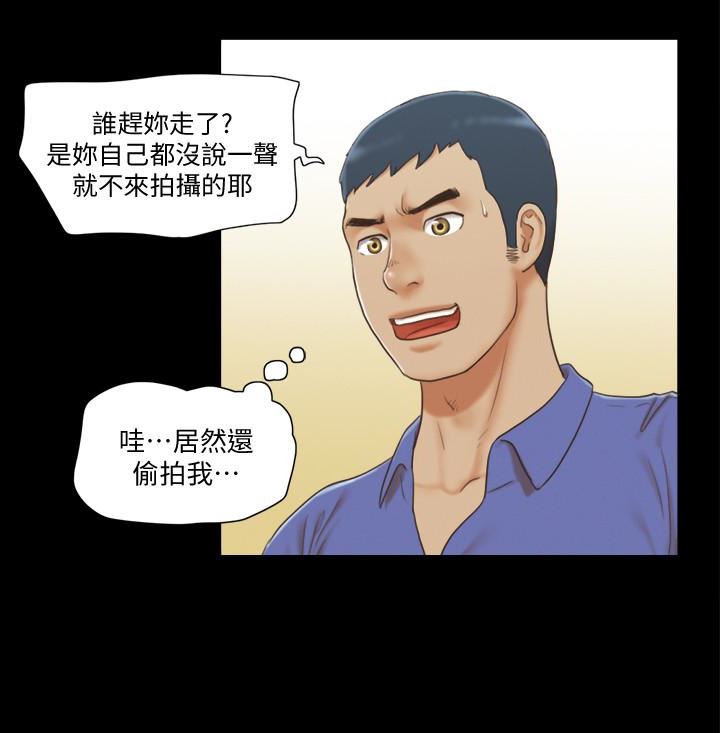 誰趕妳走了?
是妳自己都沒說一聲
就不來拍攝的耶
哇⋯居然還
偷拍我⋯